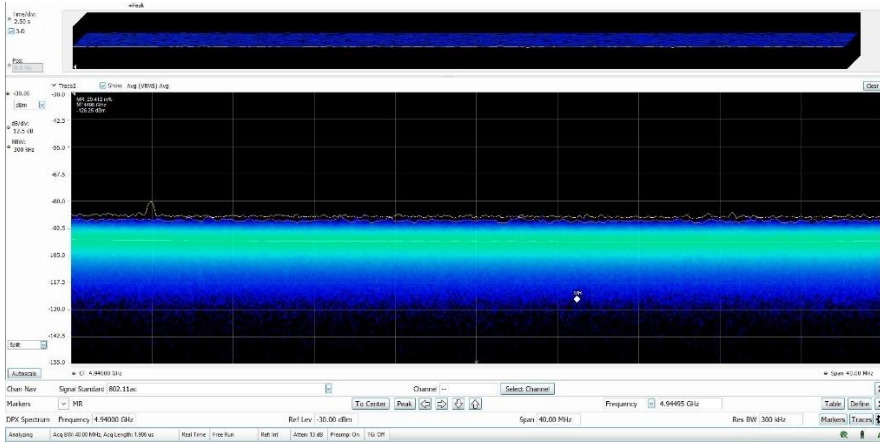 +Peak
Time/div:
2.50 s
3-D
Pos:
Trace2 Show Avg (VRMS) Avg Clear
-30.00 -30.0
dBm
dB/div:
12.5 dB
RBW:
300 kHz
-42.5
-55.0
-67.5
-80.0
-92.5
-105.0
-117.5
-130.0
-142.5
-155.0
MR
Split
Autoscale CF 4.94000 GHz Span 40.00 MHz
Chan Nav Signal Standard 802.11ac Channel -- Select Channel
Markers MR To Center Peak Frequency 4.94495 GHz Table Define
DPX Spectrum Frequency 4.94000 GHz Ref Lev -30.00 dBm Span 40.00 MHz Res BW 300 kHz Markers Traces
Analyzing Acq BW: 40.00 MHz, Acq Length: Real Time Free Run Ref: Int Atten: 13 dB Preamp: On TG: Off